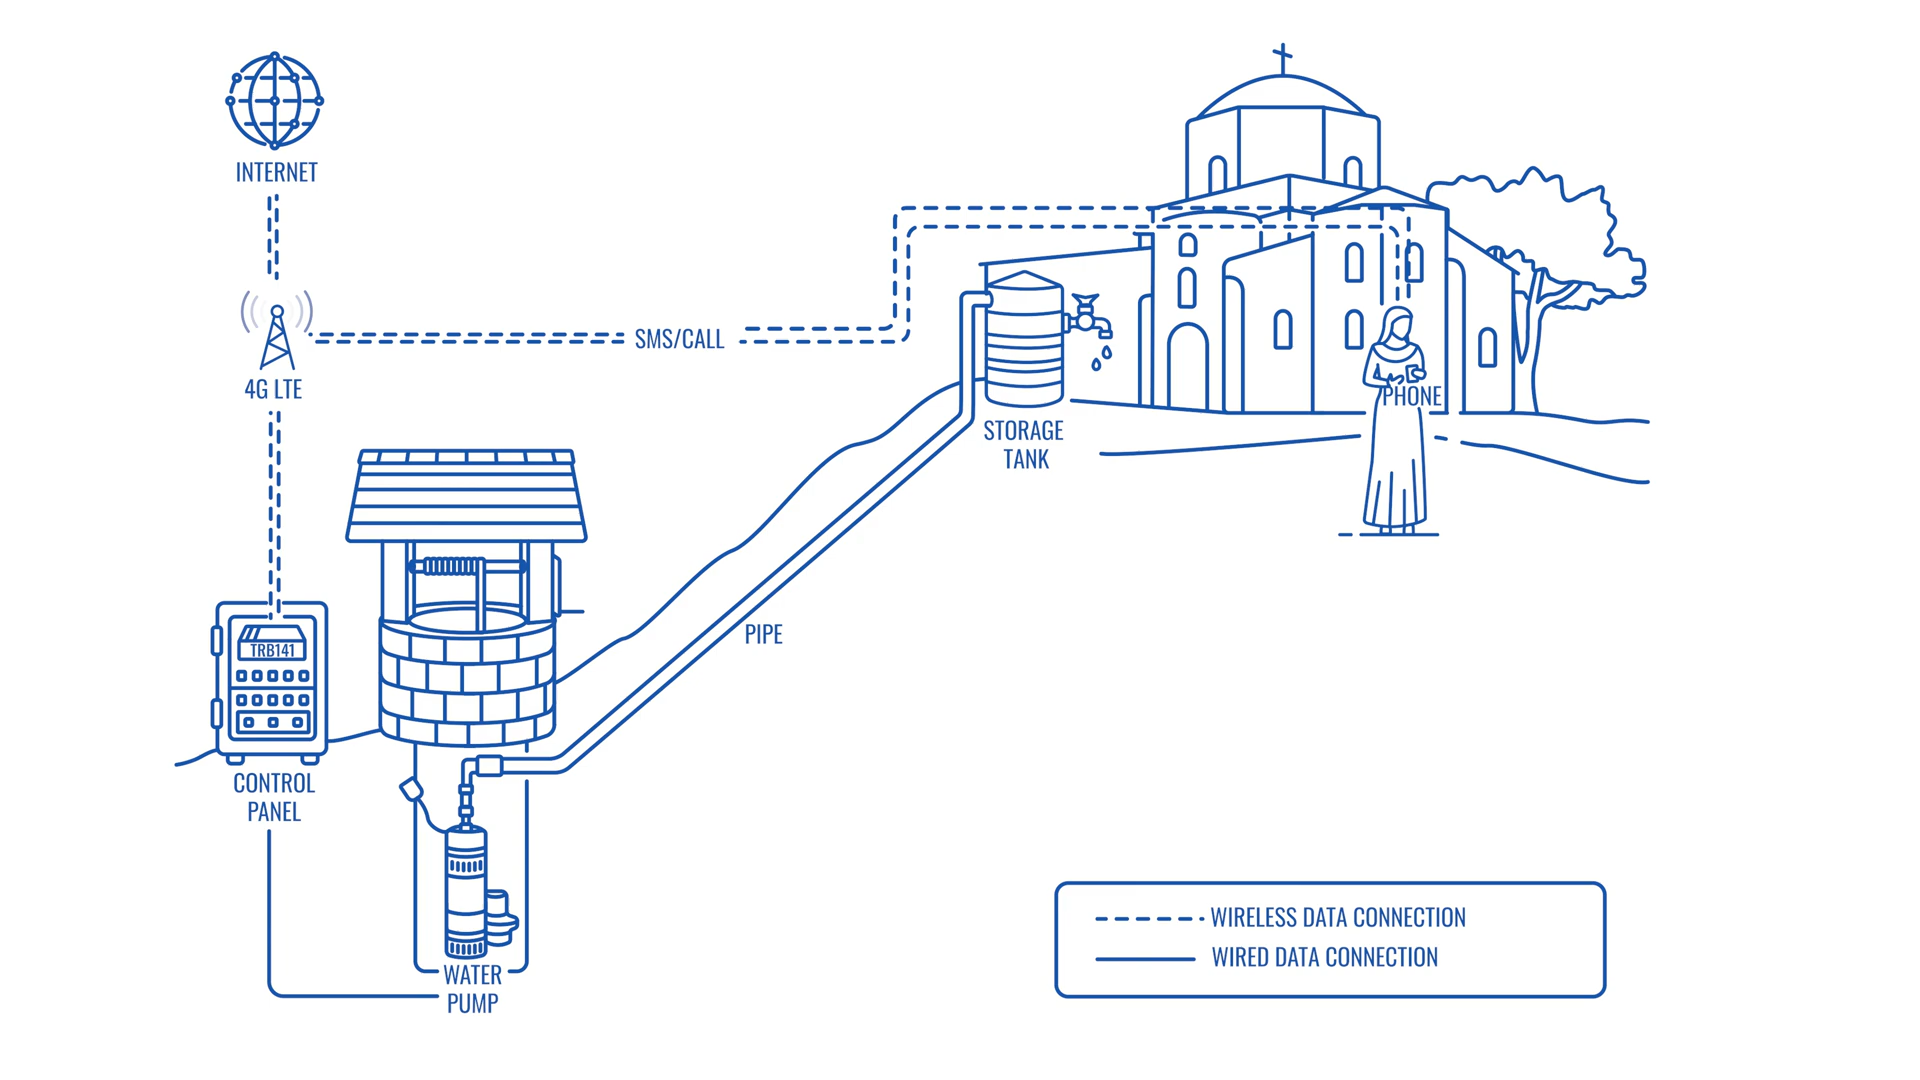 INTERNET
SMS/CALL
4G LTE
PHONE
STORAGE
TANK
PIPE
TRB141
CONTROL
PANEL
WATER
PUMP
WIRELESS DATA CONNECTION
WIRED DATA CONNECTION